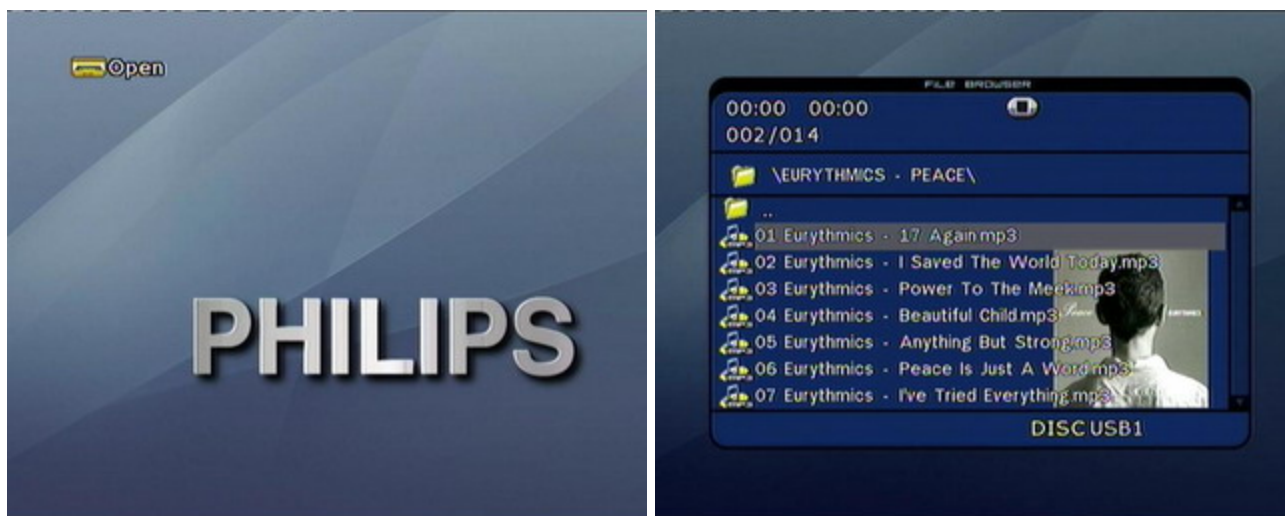 Open
PHILIPS
FILE BROWSER
00:00 00:00
002/014
\EURYTHMICS - PEACE\
..
01 Eurythmics - 17 Again.mp3
02 Eurythmics - I Saved The World Today.mp3
03 Eurythmics - Power To The Meek.mp3
04 Eurythmics - Beautiful Child.mp3
Peace EURYTHMICS
05 Eurythmics - Anything But Strong.mp3
06 Eurythmics - Peace Is Just A Word.mp3
07 Eurythmics - I've Tried Everything.mp3
DISC USB1